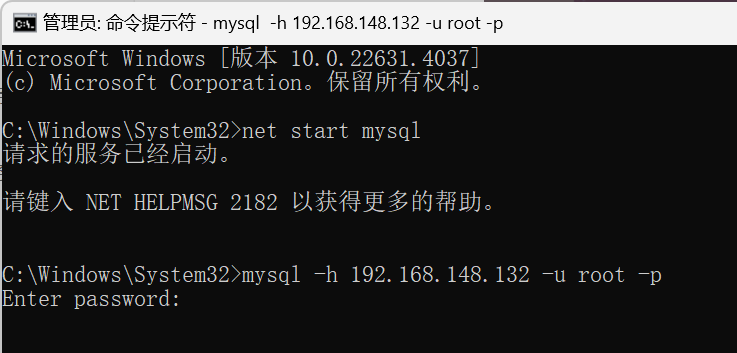 管理员: 命令提示符 - mysql  -h 192.168.148.132 -u root -p
Microsoft Windows [版本 10.0.22631.4037]
(c) Microsoft Corporation。保留所有权利。
C:\Windows\System32>net start mysql
请求的服务已经启动。
请键入 NET HELPMSG 2182 以获得更多的帮助。
C:\Windows\System32>mysql -h 192.168.148.132 -u root -p
Enter password: